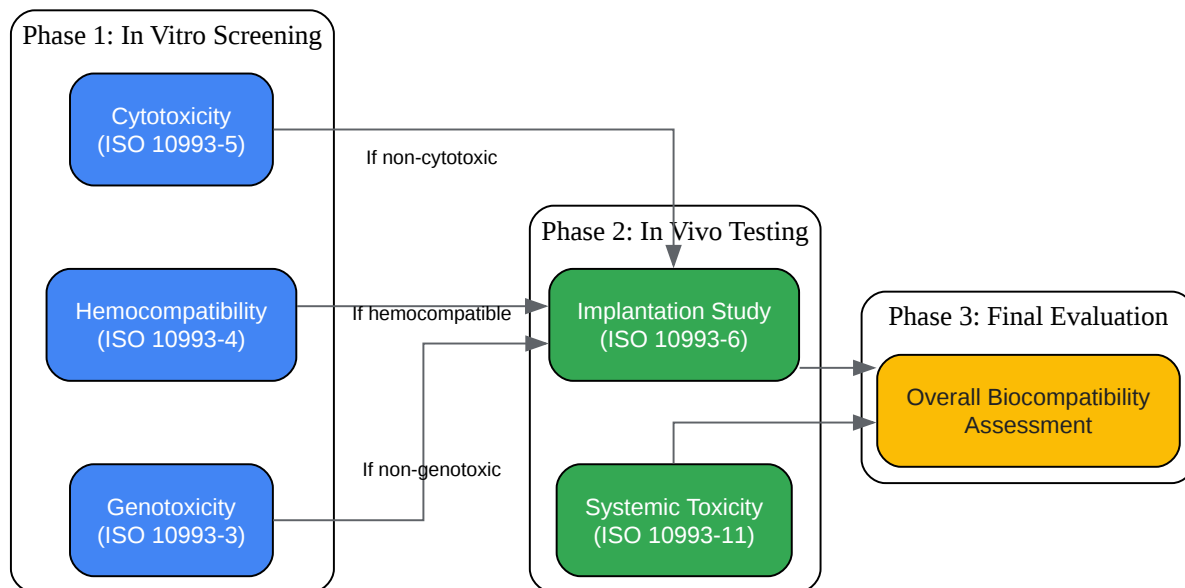 Phase 1: In Vitro Screening
Cytotoxicity
(ISO 10993-5)
If non-cytotoxic
Hemocompatibility
(ISO 10993-4)
If hemocompatible
Genotoxicity
(ISO 10993-3)
If non-genotoxic
Phase 2: In Vivo Testing
Implantation Study
(ISO 10993-6)
Systemic Toxicity
(ISO 10993-11)
Phase 3: Final Evaluation
Overall Biocompatibility
Assessment